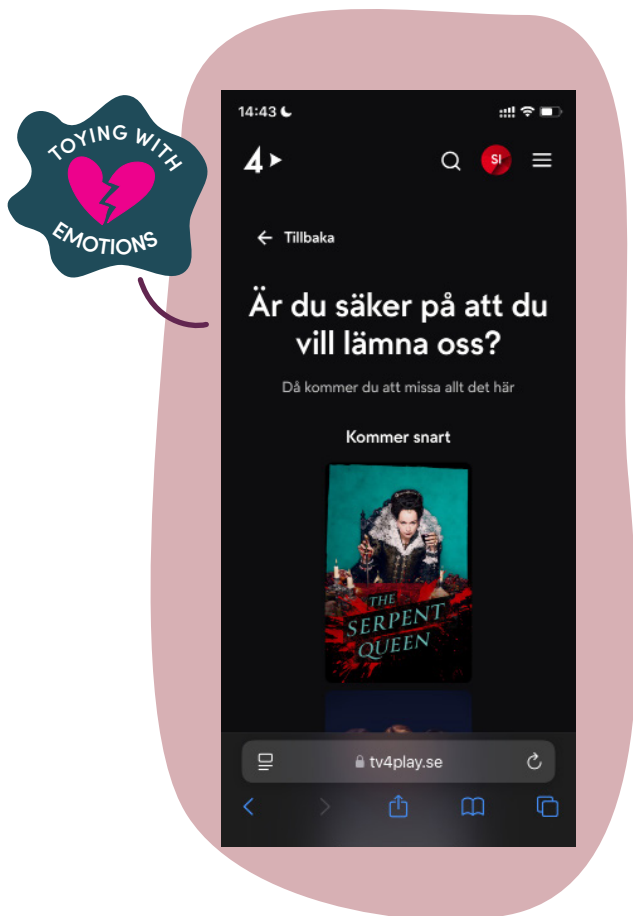 TOYING WITH
EMOTIONS
14:43
4
SI
Tillbaka
Är du säker på att du
vill lämna oss?
Då kommer du att missa allt det här
Kommer snart
THE
SERPENT
QUEEN
tv4play.se